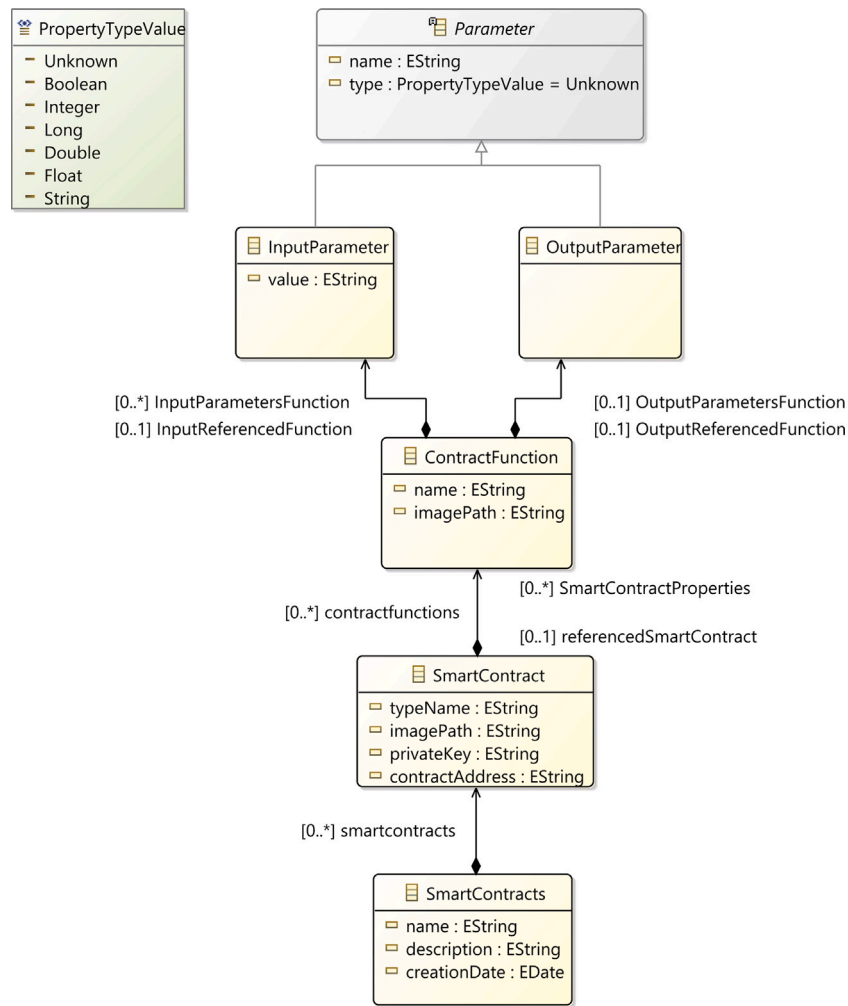 PropertyTypeValue
Unknown
Boolean
Integer
Long
Double
Float
String
Parameter
name : EString
type : PropertyTypeValue = Unknown
InputParameter
value : EString
OutputParameter
[0..*] InputParametersFunction
[0..1] InputReferencedFunction
[0..1] OutputParametersFunction
[0..1] OutputReferencedFunction
ContractFunction
name : EString
imagePath : EString
[0..*] contractfunctions
[0..*] SmartContractProperties
[0..1] referencedSmartContract
SmartContract
typeName : EString
imagePath : EString
privateKey : EString
contractAddress : EString
[0..*] smartcontracts
SmartContracts
name : EString
description : EString
creationDate : EDate